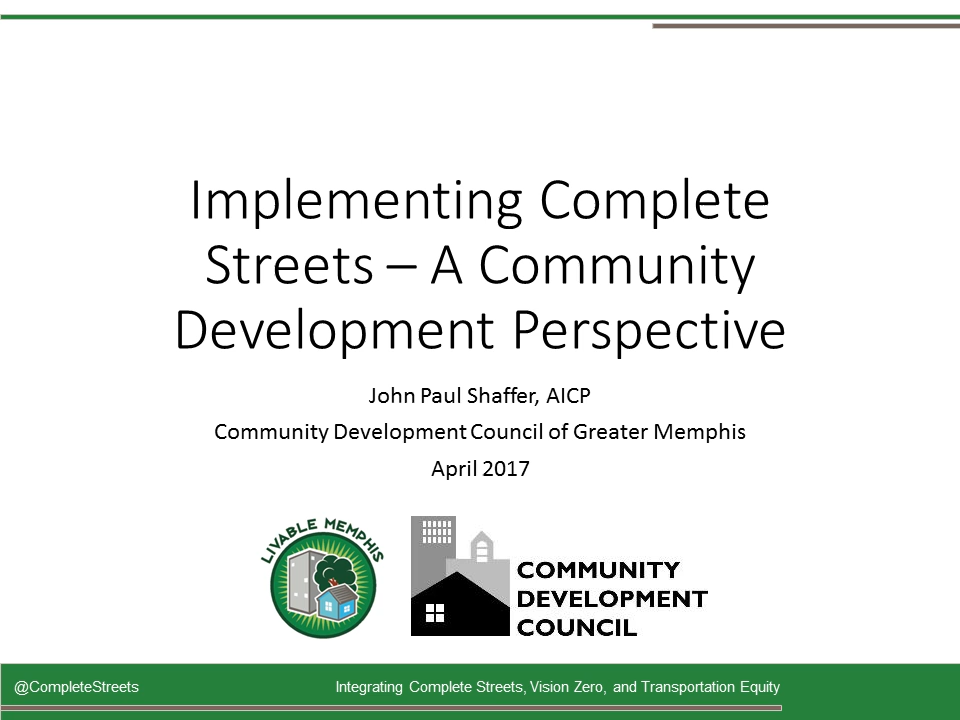 Implementing Complete
Streets – A Community
Development Perspective
John Paul Shaffer, AICP
Community Development Council of Greater Memphis
April 2017
LIVABLE MEMPHIS
COMMUNITY
DEVELOPMENT
COUNCIL
@CompleteStreets
Integrating Complete Streets, Vision Zero, and Transportation Equity